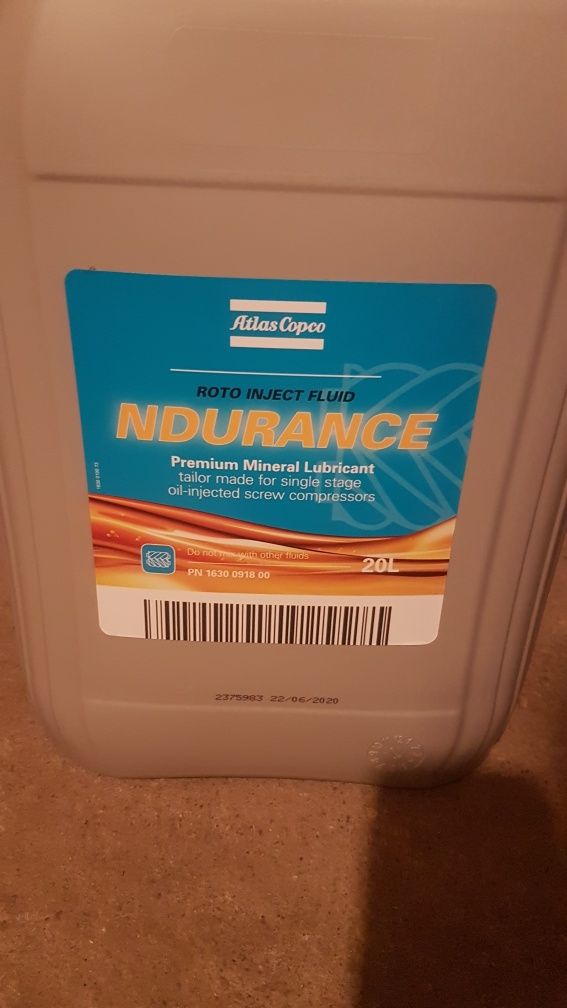 Atlas Copco
ROTO INJECT FLUID
NDURANCE
Premium Mineral Lubricant
tailor made for single stage
oil-injected screw compressors
Do not mix with other fluids
20L
PN 1630 0918 00
2375983 22/06/2020